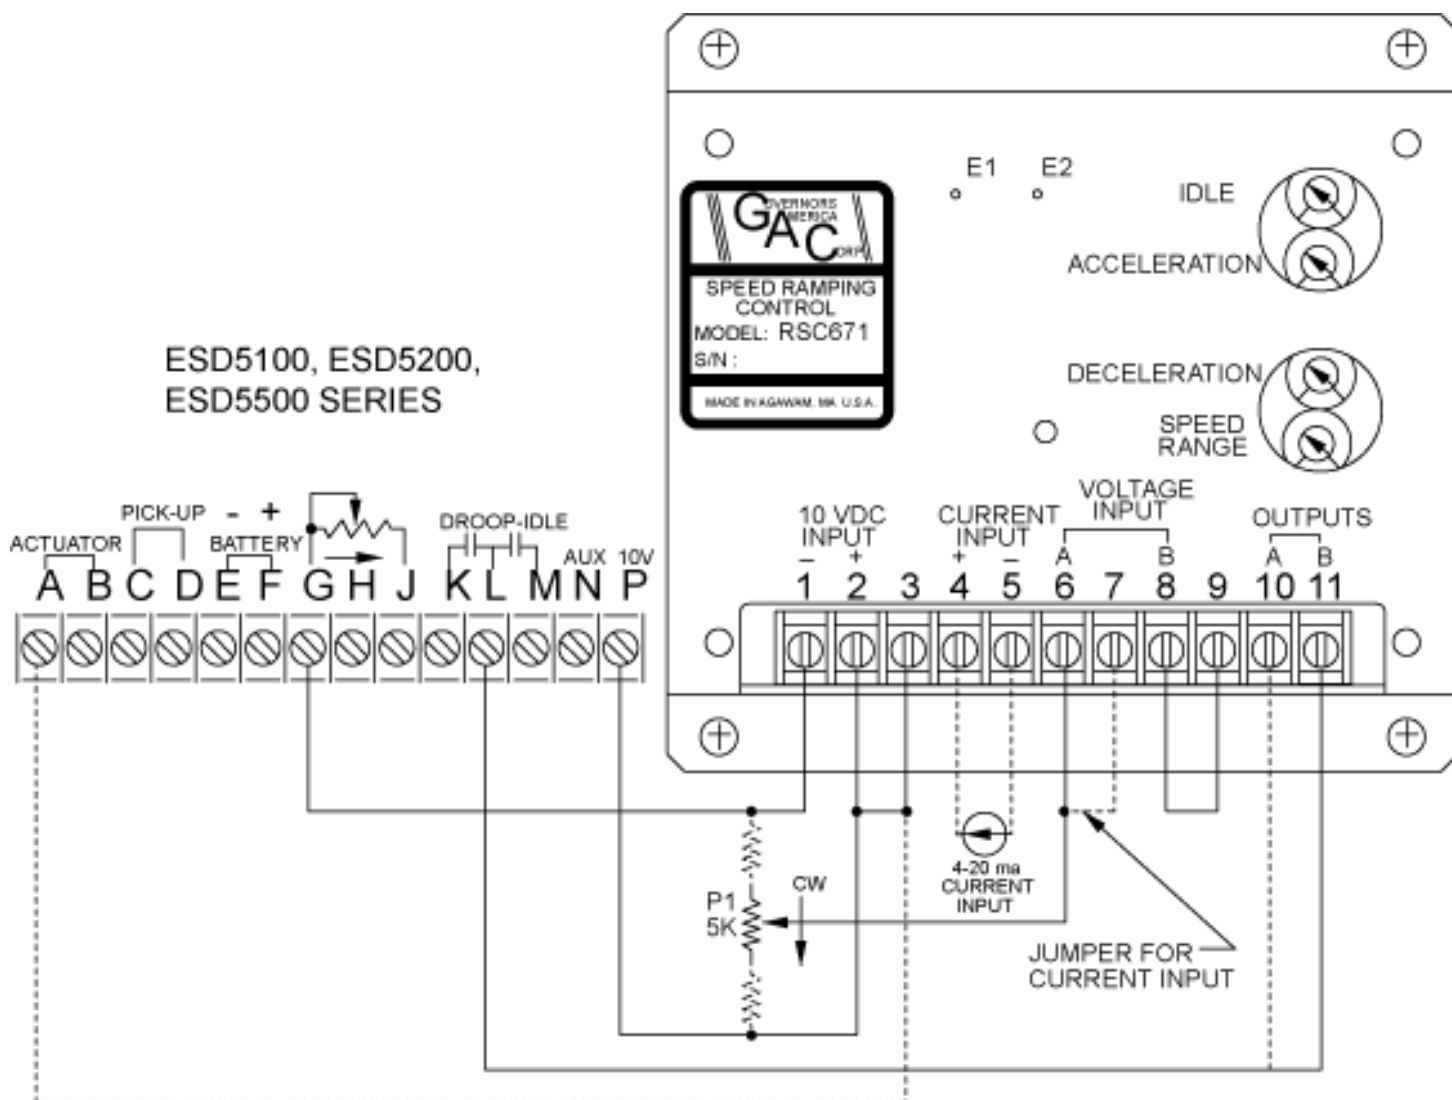 E1 E2
IDLE
ACCELERATION
GOVERNORS
AMERICA
CORP
SPEED RAMPING
CONTROL
MODEL: RSC671
S/N :
MADE IN AGAWAM, MA U.S.A.
DECELERATION
SPEED
RANGE
ESD5100, ESD5200,
ESD5500 SERIES
PICK-UP - +
ACTUATOR BATTERY DROOP-IDLE AUX 10V
A B C D E F G H J K L M N P
10 VDC
INPUT
CURRENT
INPUT
VOLTAGE
INPUT
OUTPUTS
- + + - A B A B
1 2 3 4 5 6 7 8 9 10 11
4-20 ma
CURRENT
INPUT
P1
5K
CW
JUMPER FOR
CURRENT INPUT